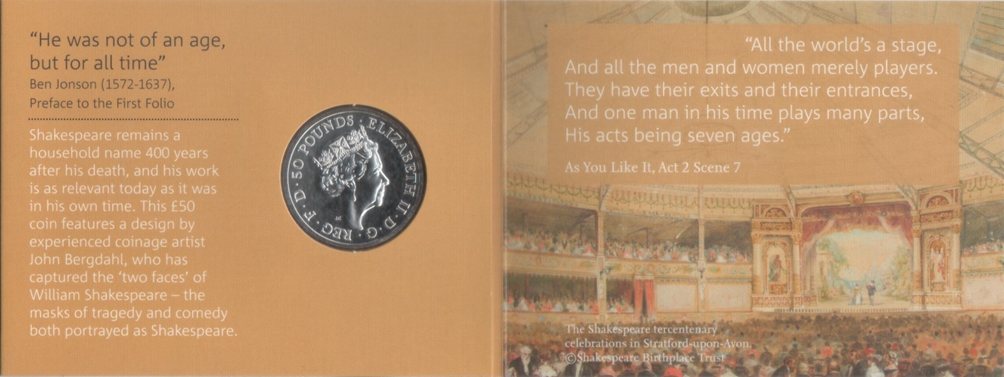 “He was not of an age,
but for all time”
Ben Jonson (1572-1637),
Preface to the First Folio
Shakespeare remains a
household name 400 years
after his death, and his work
is as relevant today as it was
in his own time. This £50
coin features a design by
experienced coinage artist
John Bergdahl, who has
captured the ‘two faces’ of
William Shakespeare – the
masks of tragedy and comedy
both portrayed as Shakespeare.
ELIZABETH II · D · G · REG · F · D · 50 POUNDS ·
“All the world’s a stage,
And all the men and women merely players.
They have their exits and their entrances,
And one man in his time plays many parts,
His acts being seven ages.”
As You Like It, Act 2 Scene 7
The Shakespeare tercentenary
celebrations in Stratford-upon-Avon.
©Shakespeare Birthplace Trust